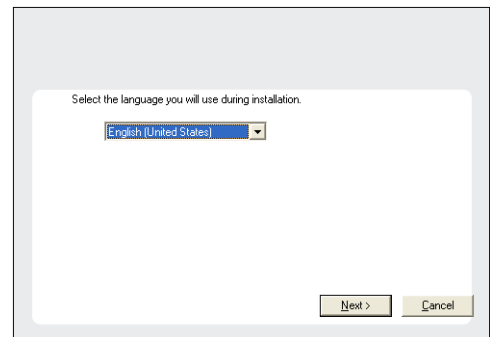 Select the language you will use during installation.
English (United States)
Next >
Cancel